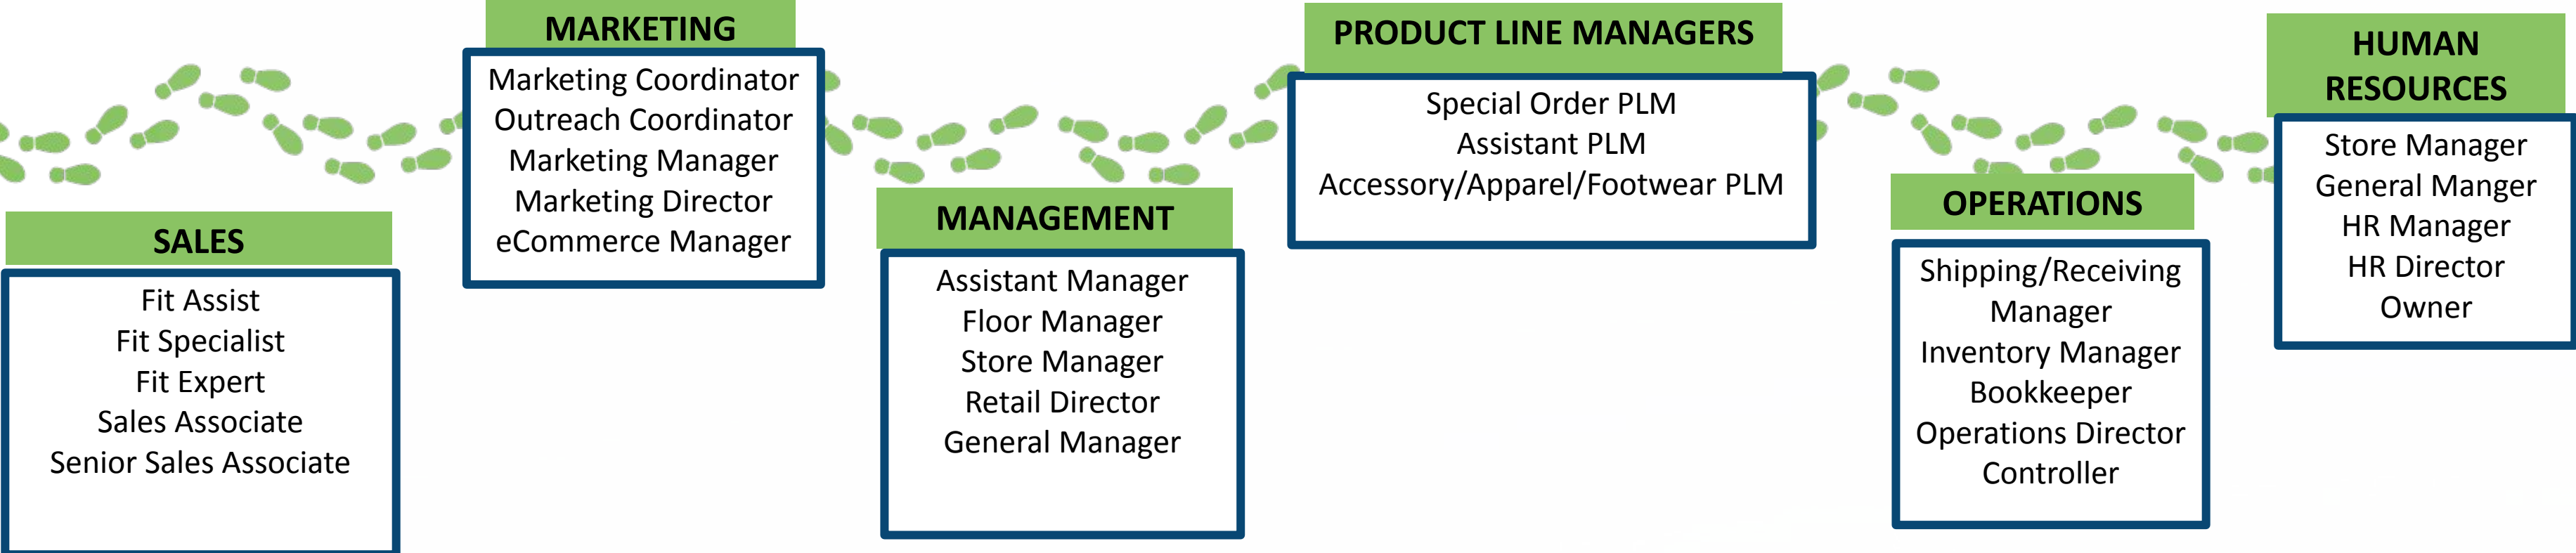 SALES
Fit Assist
Fit Specialist
Fit Expert
Sales Associate
Senior Sales Associate
MARKETING
Marketing Coordinator
Outreach Coordinator
Marketing Manager
Marketing Director
eCommerce Manager
MANAGEMENT
Assistant Manager
Floor Manager
Store Manager
Retail Director
General Manager
PRODUCT LINE MANAGERS
Special Order PLM
Assistant PLM
Accessory/Apparel/Footwear PLM
OPERATIONS
Shipping/Receiving
Manager
Inventory Manager
Bookkeeper
Operations Director
Controller
HUMAN
RESOURCES
Store Manager
General Manger
HR Manager
HR Director
Owner